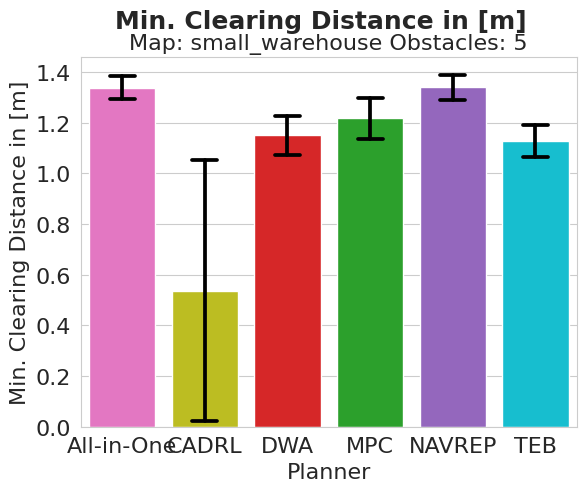 Min. Clearing Distance in [m]
Map: small_warehouse Obstacles: 5
Min. Clearing Distance in [m]
1.4
1.2
1.0
0.8
0.6
0.4
0.2
0.0
All-in-One CADRL DWA MPC NAVREP TEB
Planner